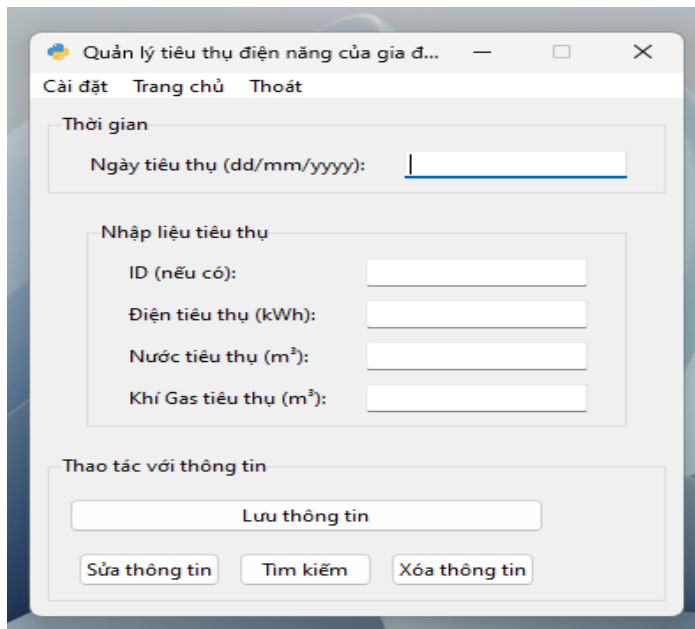 Quản lý tiêu thụ điện năng của gia đ...
Cài đặt Trang chủ Thoát
Thời gian
Ngày tiêu thụ (dd/mm/yyyy):
Nhập liệu tiêu thụ
ID (nếu có):
Điện tiêu thụ (kWh):
Nước tiêu thụ (m³):
Khí Gas tiêu thụ (m³):
Thao tác với thông tin
Lưu thông tin
Sửa thông tin Tìm kiếm Xóa thông tin